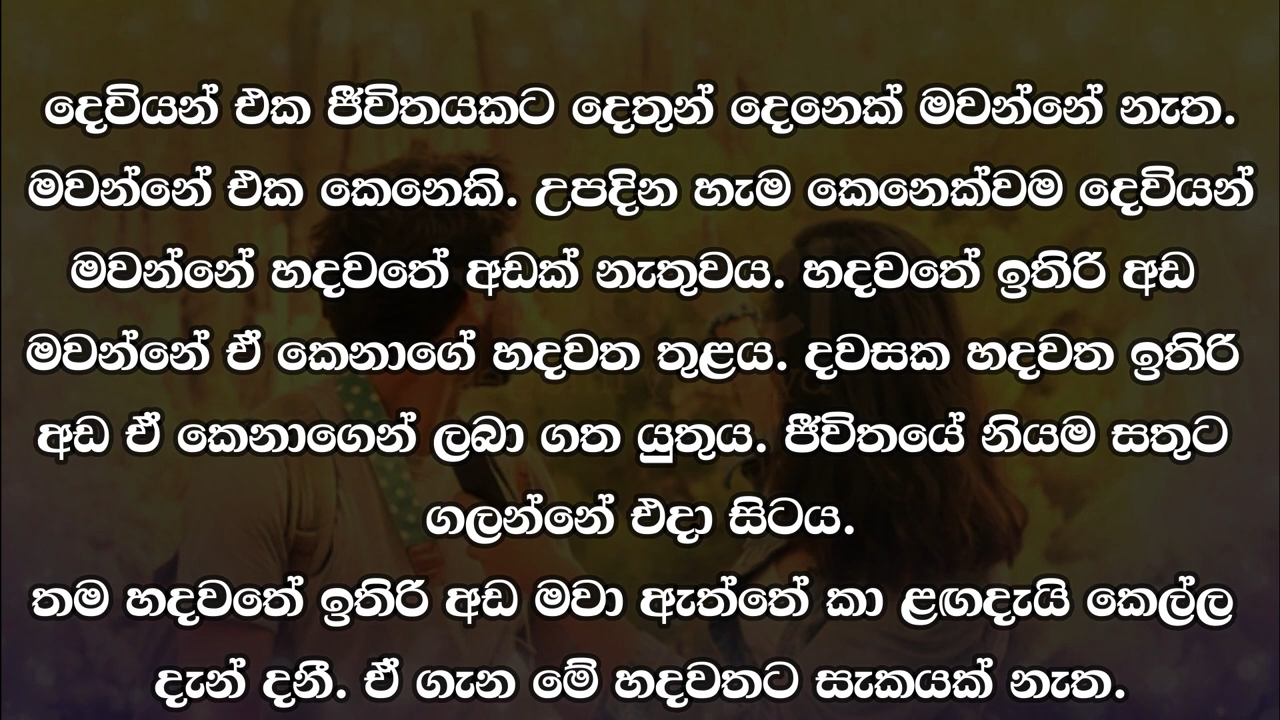 දෙවියන් එක ජීවිතයකට දෙතුන් දෙනෙක් මවන්නේ නැත.
මවන්නේ එක කෙනෙකි. උපදින හැම කෙනෙක්වම දෙවියන්
මවන්නේ හදවතේ අඩක් නැතුවය. හදවතේ ඉතිරි අඩ
මවන්නේ ඒ කෙනාගේ හදවත තුළය. දවසක හදවත ඉතිරි
අඩ ඒ කෙනාගෙන් ලබා ගත යුතුය. ජීවිතයේ නියම සතුට
ගලන්නේ එදා සිටය.
තම හදවතේ ඉතිරි අඩ මවා ඇත්තේ කා ළඟදැයි කෙල්ල
දැන් දනී. ඒ ගැන මේ හදවතට සැකයක් නැත.